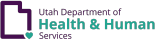 Utah Department of
Health & Human
Services